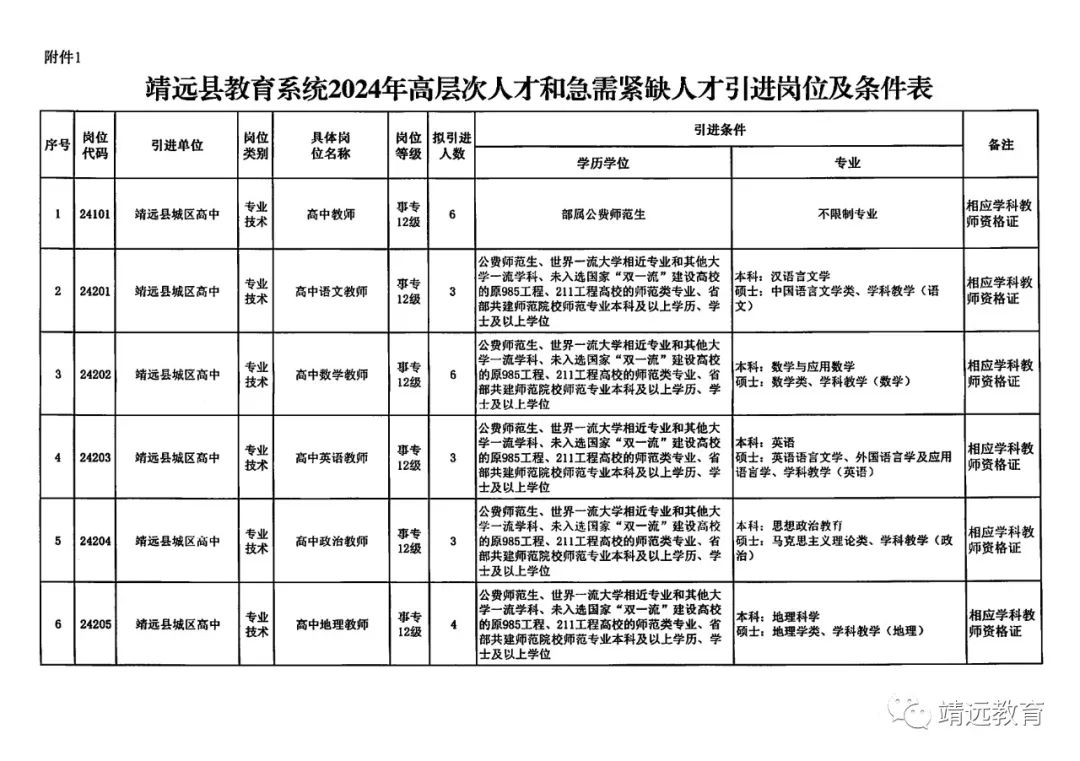 附件1
靖远县教育系统2024年高层次人才和急需紧缺人才引进岗位及条件表
序号
岗位
代码
引进单位
岗位
类别
具体岗
位名称
岗位
等级
拟引进
人数
引进条件
学历学位
专业
备注
1
24101
靖远县城区高中
专业
技术
高中教师
事专
12级
6
部属公费师范生
不限制专业
相应学科教
师资格证
2
24201
靖远县城区高中
专业
技术
高中语文教师
事专
12级
3
公费师范生、世界一流大学相近专业和其他大
学一流学科、未入选国家“双一流”建设高校
的原985工程、211工程高校的师范类专业、省
部共建师范院校师范专业本科及以上学历、学
士及以上学位
本科：汉语言文学
硕士：中国语言文学类、学科教学（语
文）
相应学科教
师资格证
3
24202
靖远县城区高中
专业
技术
高中数学教师
事专
12级
6
公费师范生、世界一流大学相近专业和其他大
学一流学科、未入选国家“双一流”建设高校
的原985工程、211工程高校的师范类专业、省
部共建师范院校师范专业本科及以上学历、学
士及以上学位
本科：数学与应用数学
硕士：数学类、学科教学（数学）
相应学科教
师资格证
4
24203
靖远县城区高中
专业
技术
高中英语教师
事专
12级
3
公费师范生、世界一流大学相近专业和其他大
学一流学科、未入选国家“双一流”建设高校
的原985工程、211工程高校的师范类专业、省
部共建师范院校师范专业本科及以上学历、学
士及以上学位
本科：英语
硕士：英语语言文学、外国语言学及应用
语言学、学科教学（英语）
相应学科教
师资格证
5
24204
靖远县城区高中
专业
技术
高中政治教师
事专
12级
3
公费师范生、世界一流大学相近专业和其他大
学一流学科、未入选国家“双一流”建设高校
的原985工程、211工程高校的师范类专业、省
部共建师范院校师范专业本科及以上学历、学
士及以上学位
本科：思想政治教育
硕士：马克思主义理论类、学科教学（政
治）
相应学科教
师资格证
6
24205
靖远县城区高中
专业
技术
高中地理教师
事专
12级
4
公费师范生、世界一流大学相近专业和其他大
学一流学科、未入选国家“双一流”建设高校
的原985工程、211工程高校的师范类专业、省
部共建师范院校师范专业本科及以上学历、学
士及以上学位
本科：地理科学
硕士：地理学类、学科教学（地理）
相应学科教
师资格证
靖远教育